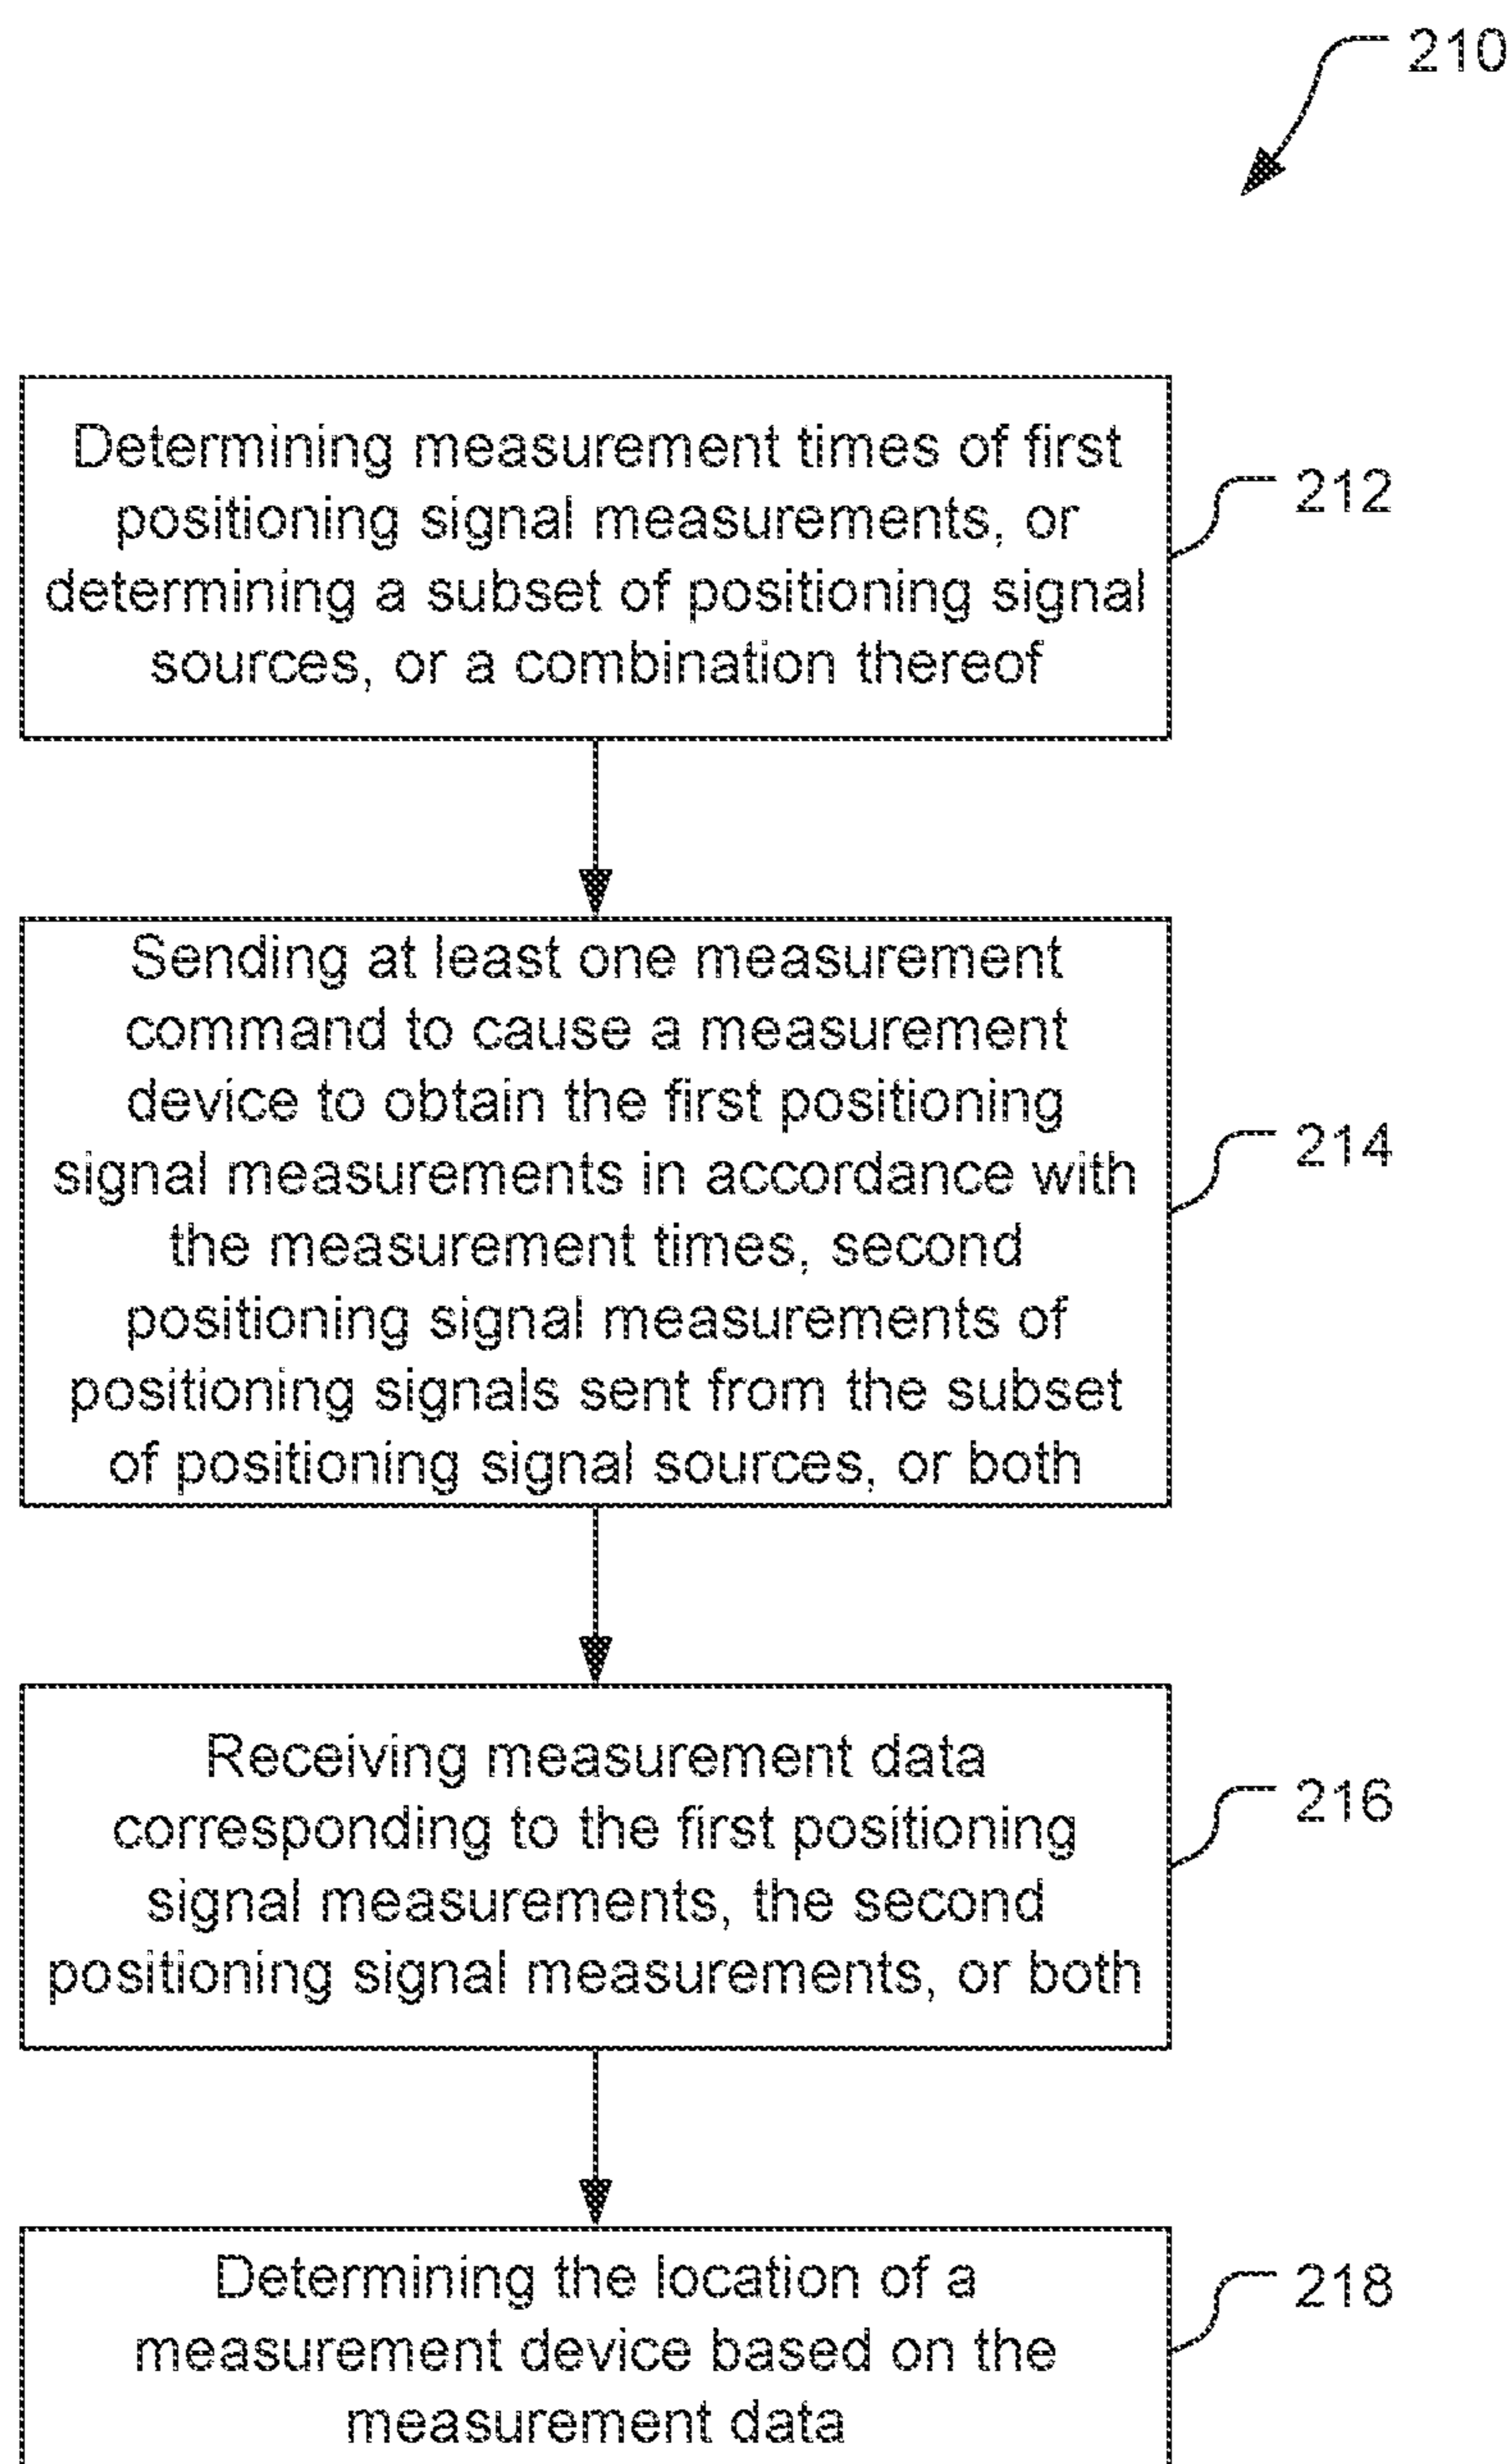 210
Determining measurement times of first
positioning signal measurements, or
determining a subset of positioning signal
sources, or a combination thereof
212
Sending at least one measurement
command to cause a measurement
device to obtain the first positioning
signal measurements in accordance with
the measurement times, second
positioning signal measurements of
positioning signals sent from the subset
of positioning signal sources, or both
214
Receiving measurement data
corresponding to the first positioning
signal measurements, the second
positioning signal measurements, or both
216
Determining the location of a
measurement device based on the
measurement data
218